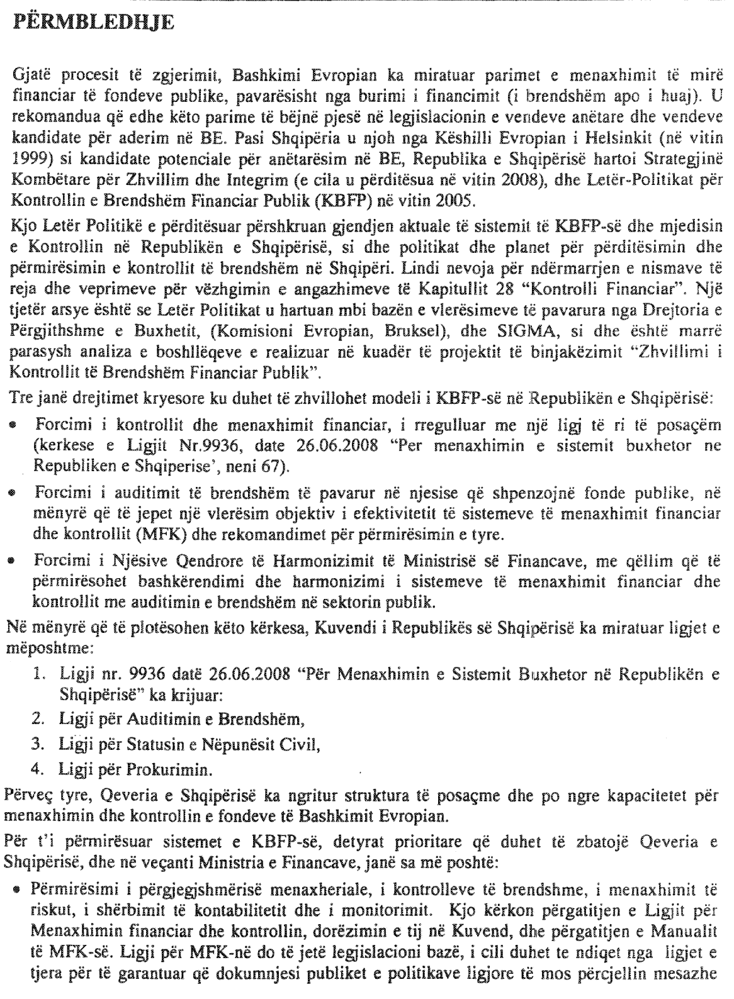 PËRMBLEDHJE
Gjatë procesit të zgjerimit, Bashkimi Evropian ka miratuar parimet e menaxhimit të mirë
financiar të fondeve publike, pavarësisht nga burimi i financimit (i brendshëm apo i huaj). U
rekomandua që edhe këto parime të bëjnë pjesë në legjislacionin e vendeve anëtare dhe vendeve
kandidate për aderim në BE. Pasi Shqipëria u njoh nga Këshilli Evropian i Helsinkit (në vitin
1999) si kandidate potenciale për anëtarësim në BE, Republika e Shqipërisë hartoi Strategjinë
Kombëtare për Zhvillim dhe Integrim (e cila u përditësua në vitin 2008), dhe Letër-Politikat për
Kontrollin e Brendshëm Financiar Publik (KBFP) në vitin 2005.
Kjo Letër Politikë e përditësuar përshkruan gjendjen aktuale të sistemit të KBFP-së dhe mjedisin
e Kontrollin në Republikën e Shqipërisë, si dhe politikat dhe planet për përditësimin dhe
përmirësimin e kontrollit të brendshëm në Shqipëri. Lindi nevoja për ndërmarrjen e nismave të
reja dhe veprimeve për vëzhgimin e angazhimeve të Kapitullit 28 “Kontrolli Financiar”. Një
tjetër arsye është se Letër Politikat u hartuan mbi bazën e vlerësimeve të pavarura nga Drejtoria e
Përgjithshme e Buxhetit, (Komisioni Evropian, Bruksel), dhe SIGMA, si dhe është marrë
parasysh analiza e boshllëqeve e realizuar në kuadër të projektit të binjakëzimit “Zhvillimi i
Kontrollit të Brendshëm Financiar Publik”.
Tre janë drejtimet kryesore ku duhet të zhvillohet modeli i KBFP-së në Republikën e Shqipërisë:
• Forcimi i kontrollit dhe menaxhimit financiar, i rregulluar me një ligj të ri të posaçëm
(kerkese e Ligjit Nr.9936, date 26.06.2008 “Per menaxhimin e sistemit buxhetor ne
Republiken e Shqiperise’, neni 67).
• Forcimi i auditimit të brendshëm të pavarur në njesise që shpenzojnë fonde publike, në
mënyrë që të jepet një vlerësim objektiv i efektivitetit të sistemeve të menaxhimit financiar
dhe kontrollit (MFK) dhe rekomandimet për përmirësimin e tyre.
• Forcimi i Njësive Qendrore të Harmonizimit të Ministrisë së Financave, me qëllim që të
përmirësohet bashkërendimi dhe harmonizimi i sistemeve të menaxhimit financiar dhe
kontrollit me auditimin e brendshëm në sektorin publik.
Në mënyrë që të plotësohen këto kërkesa, Kuvendi i Republikës së Shqipërisë ka miratuar ligjet e
mëposhtme:
1. Ligji nr. 9936 datë 26.06.2008 “Për Menaxhimin e Sistemit Buxhetor në Republikën e
Shqipërisë” ka krijuar:
2. Ligji për Auditimin e Brendshëm,
3. Ligji për Statusin e Nëpunësit Civil,
4. Ligji për Prokurimin.
Përveç tyre, Qeveria e Shqipërisë ka ngritur struktura të posaçme dhe po ngre kapacitetet për
menaxhimin dhe kontrollin e fondeve të Bashkimit Evropian.
Për t’i përmirësuar sistemet e KBFP-së, detyrat prioritare që duhet të zbatojë Qeveria e
Shqipërisë, dhe në veçanti Ministria e Financave, janë sa më poshtë:
• Përmirësimi i përgjegjshmërisë menaxheriale, i kontrolleve të brendshme, i menaxhimit të
riskut, i shërbimit të kontabilitetit dhe i monitorimit. Kjo kërkon përgatitjen e Ligjit për
Menaxhimin financiar dhe kontrollin, dorëzimin e tij në Kuvend, dhe përgatitjen e Manualit
të MFK-së. Ligji për MFK-në do të jetë legjislacioni bazë, i cili duhet te ndiqet nga ligjet e
tjera për të garantuar që dokumnjesi publiket e politikave ligjore të mos përcjellin mesazhe